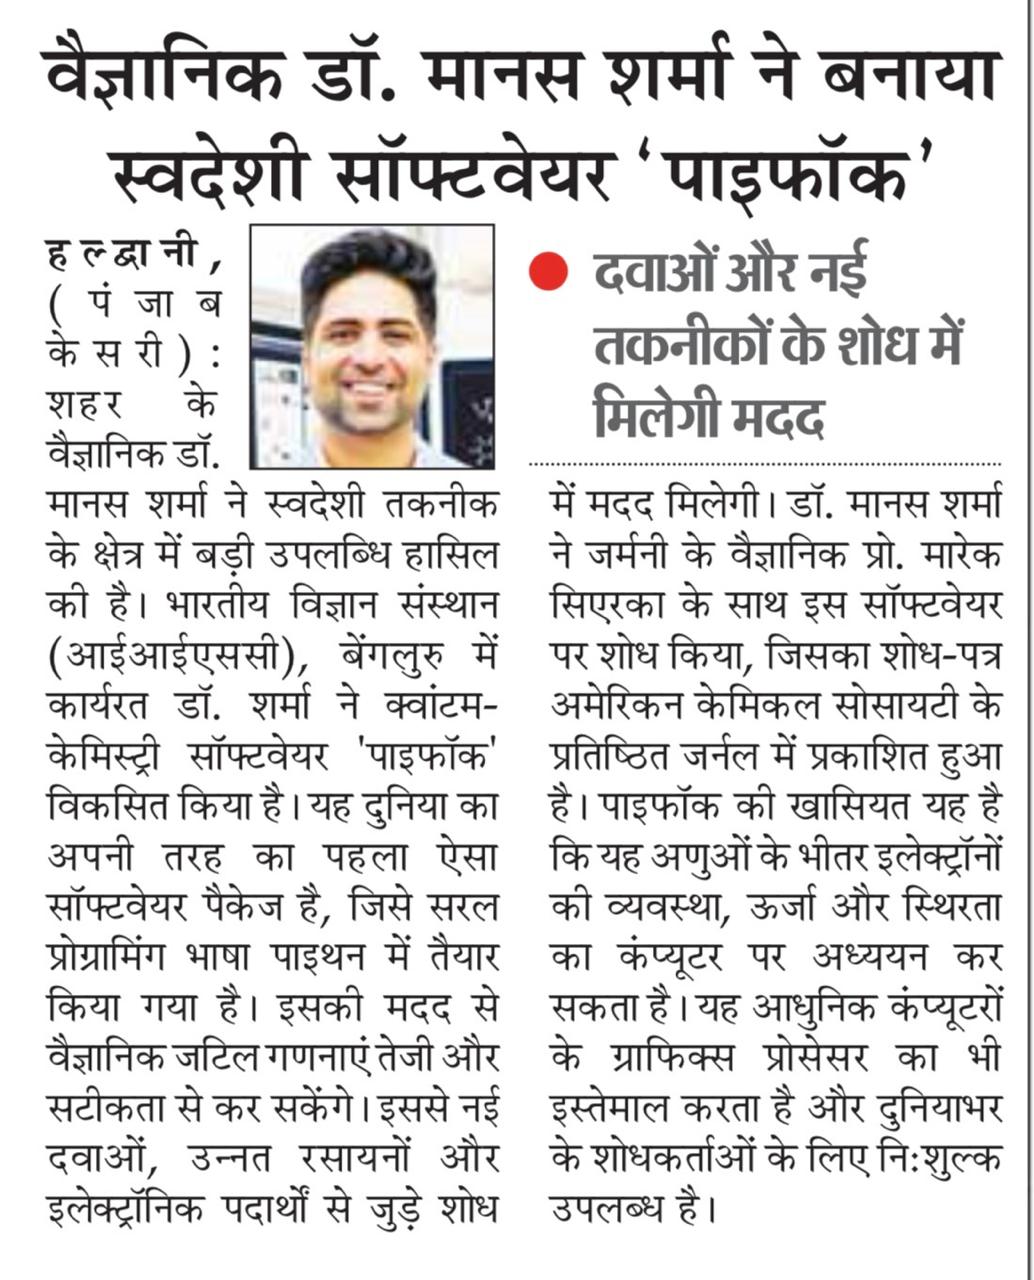 वैज्ञानिक डॉ. मानस शर्मा ने बनाया
स्वदेशी सॉफ्टवेयर ‘पाइफॉक’
हल्द्वानी,
(पंजाब
केसरी):
शहर के
वैज्ञानिक डॉ.
मानस शर्मा ने स्वदेशी तकनीक
के क्षेत्र में बड़ी उपलब्धि हासिल
की है। भारतीय विज्ञान संस्थान
(आईआईएससी), बेंगलुरु में
कार्यरत डॉ. शर्मा ने क्वांटम-
केमिस्ट्री सॉफ्टवेयर 'पाइफॉक'
विकसित किया है। यह दुनिया का
अपनी तरह का पहला ऐसा
सॉफ्टवेयर पैकेज है, जिसे सरल
प्रोग्रामिंग भाषा पाइथन में तैयार
किया गया है। इसकी मदद से
वैज्ञानिक जटिल गणनाएं तेजी और
सटीकता से कर सकेंगे। इससे नई
दवाओं, उन्नत रसायनों और
इलेक्ट्रॉनिक पदार्थों से जुड़े शोध
दवाओं और नई
तकनीकों के शोध में
मिलेगी मदद
में मदद मिलेगी। डॉ. मानस शर्मा
ने जर्मनी के वैज्ञानिक प्रो. मारेक
सिएरका के साथ इस सॉफ्टवेयर
पर शोध किया, जिसका शोध-पत्र
अमेरिकन केमिकल सोसायटी के
प्रतिष्ठित जर्नल में प्रकाशित हुआ
है। पाइफॉक की खासियत यह है
कि यह अणुओं के भीतर इलेक्ट्रॉनों
की व्यवस्था, ऊर्जा और स्थिरता
का कंप्यूटर पर अध्ययन कर
सकता है। यह आधुनिक कंप्यूटरों
के ग्राफिक्स प्रोसेसर का भी
इस्तेमाल करता है और दुनियाभर
के शोधकर्ताओं के लिए नि:शुल्क
उपलब्ध है।